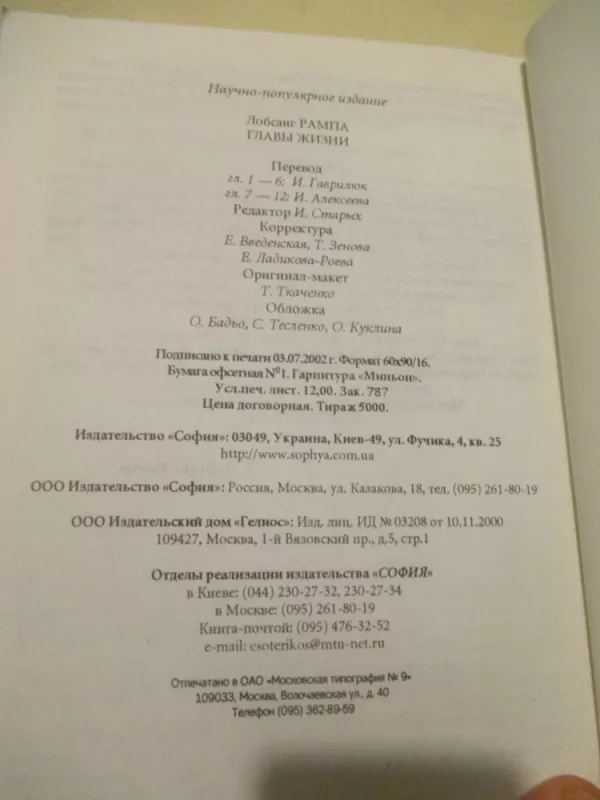 Научно-популярное издание
Лобсанг РАМПА
ГЛАВЫ ЖИЗНИ
Перевод
гл. 1 — 6: И. Гаврилюк
гл. 7 — 12: И. Алексеева
Редактор И. Старых
Корректура
Е. Введенская, Т. Зенова
Е. Ладикова-Роева
Оригинал-макет
Т. Ткаченко
Обложка
О. Бадьо, С. Тесленко, О. Куклина
Подписано к печати 03.07.2002 г. Формат 60х90/16.
Бумага офсетная №1. Гарнитура «Миньон».
Усл.печ. лист. 12,00. Зак. 787
Цена договорная. Тираж 5000.
Издательство «София»: 03049, Украина, Киев-49, ул. Фучика, 4, кв. 25
http://www.sophya.com.ua
ООО Издательство «София»: Россия, Москва, ул. Казакова, 18, тел. (095) 261-80-19
ООО Издательский дом «Гелиос»: Изд. лиц. ИД № 03208 от 10.11.2000
109427, Москва, 1-й Вязовский пр., д.5, стр.1
Отделы реализации издательства «СОФИЯ»
в Киеве: (044) 230-27-32, 230-27-34
в Москве: (095) 261-80-19
Книга-почтой: (095) 476-32-52
e-mail: esoterikos@mtu-net.ru
Отпечатано в ОАО «Московская типография № 9»
109033, Москва, Волочаевская ул., д. 40
Телефон (095) 362-89-59